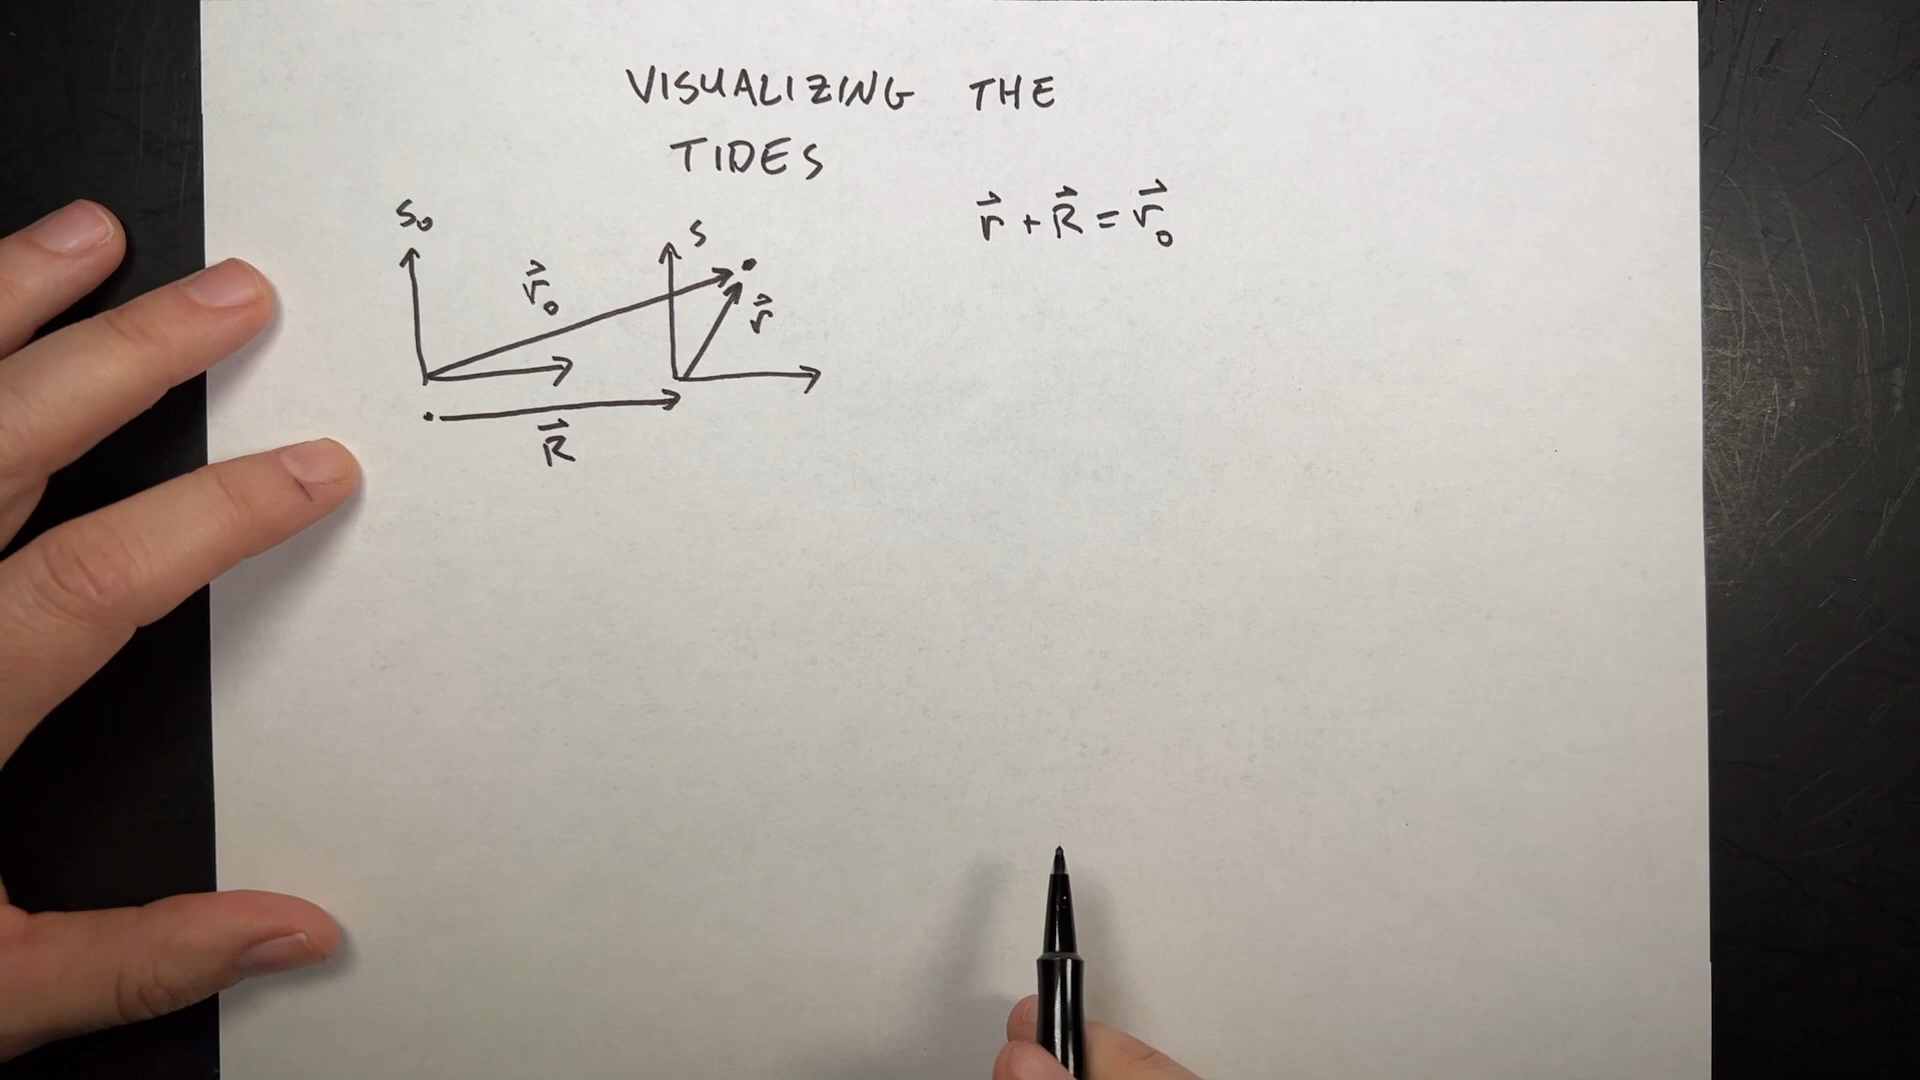 VISUALIZING THE
TIDES
S₀
S
r⃗ + R⃗ = r⃗₀
r⃗₀
r⃗
R⃗